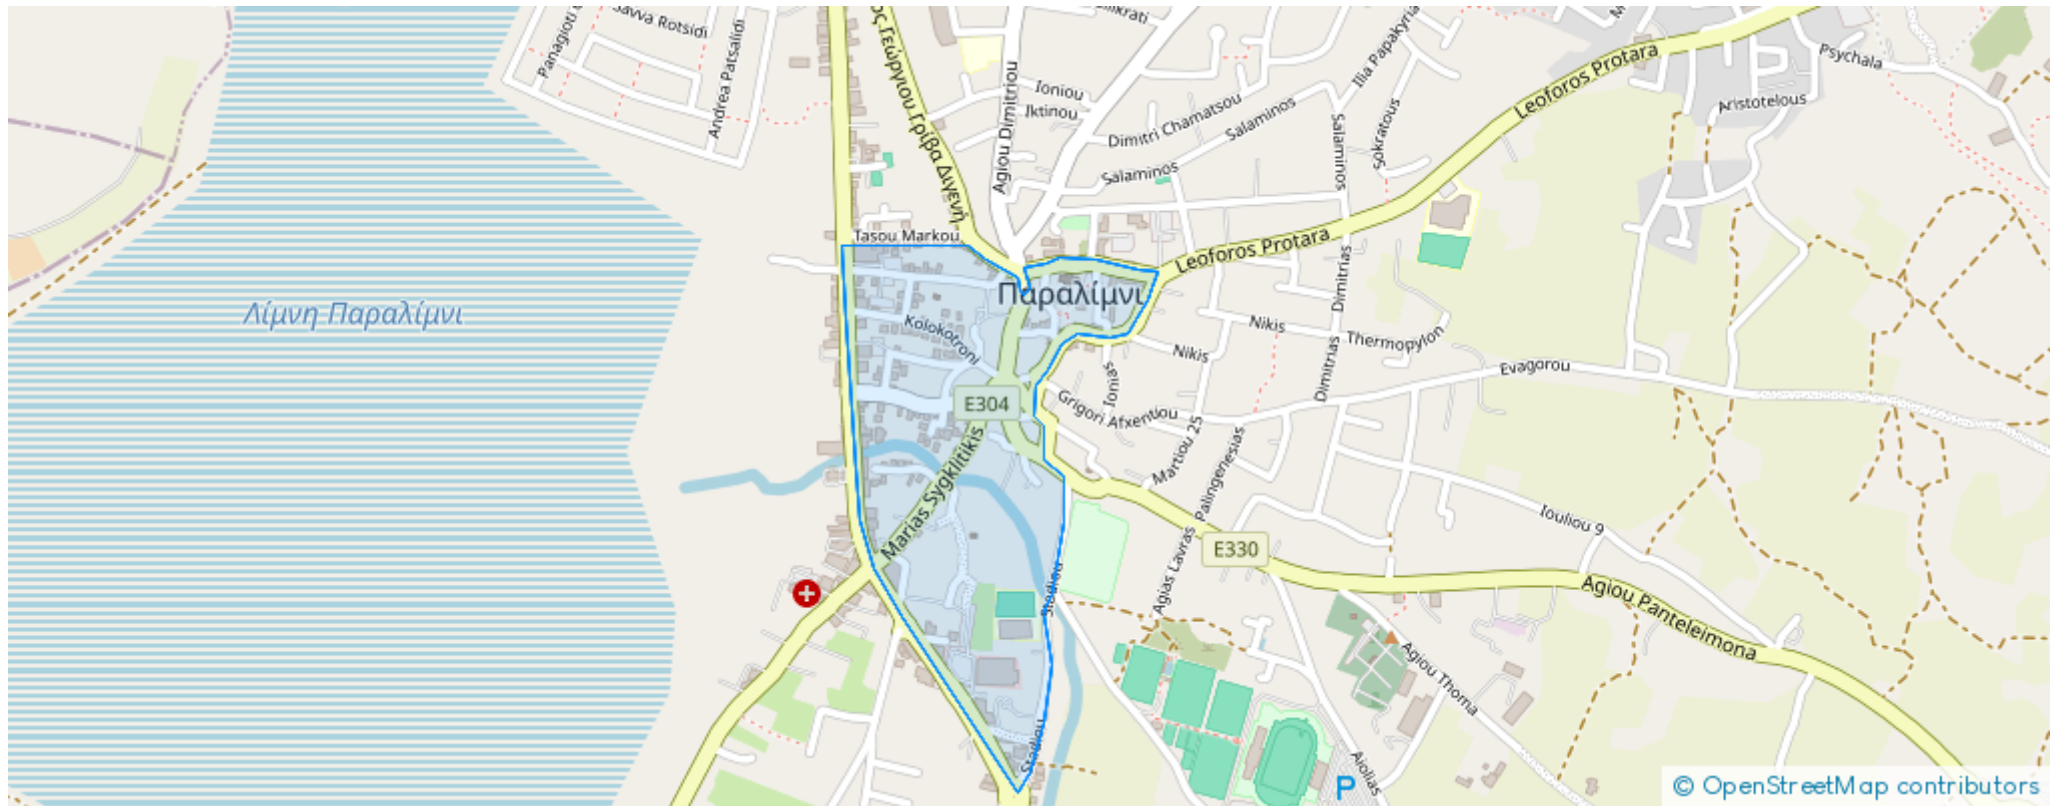 Savva Rotsidi
Panagioti
Andrea Patsalidi
ος Γεώργιου Γρίβα Διγενή
Agiou Dimitriou
Ioniou
Iktinou
Dimitri Chamatsou
Salaminos
Salaminos
Salaminos
Ilia Papakyria
Sokratous
Leoforos Protara
Psychala
Aristotelous
Tasou Markou
Leoforos Protara
Παραλίμνι
Λίμνη Παραλίμνι
Kolokotroni
Nikis
Nikis
Thermopylon
Dimitrias
Dimitrias
Evagorou
Ionias
E304
Grigori Afxentiou
Martiou 25
Palingenesias
Marias Sygklitikis
Iouliou 9
E330
Agias Lavras
Stadiou
Agiou Panteleimona
Agiou Thoma
Stadiou
Aiolias
P
© OpenStreetMap contributors